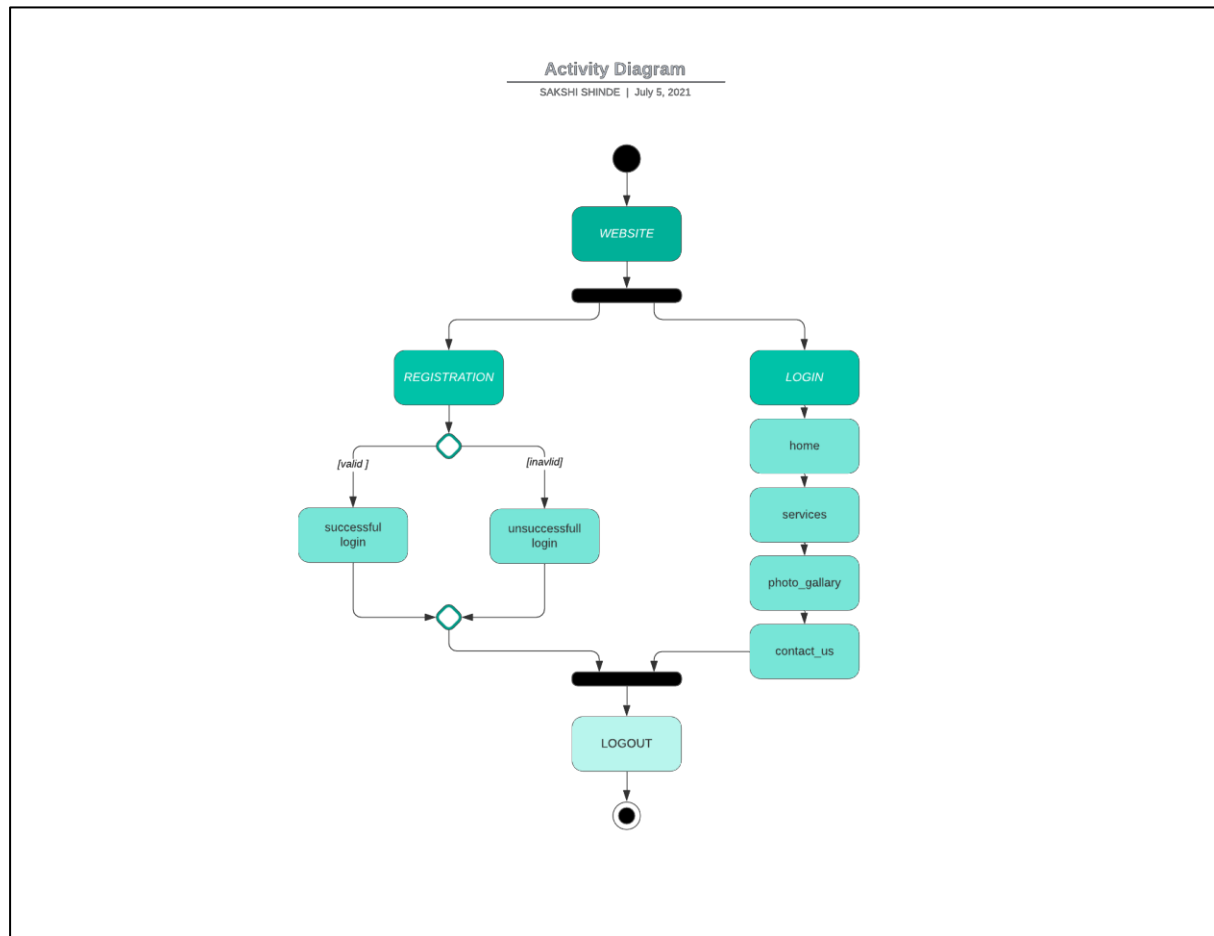 Activity Diagram
SAKSHI SHINDE | July 5, 2021
WEBSITE
REGISTRATION
LOGIN
home
[valid ]
[inavlid]
services
successful
login
unsuccessfull
login
photo_gallary
contact_us
LOGOUT